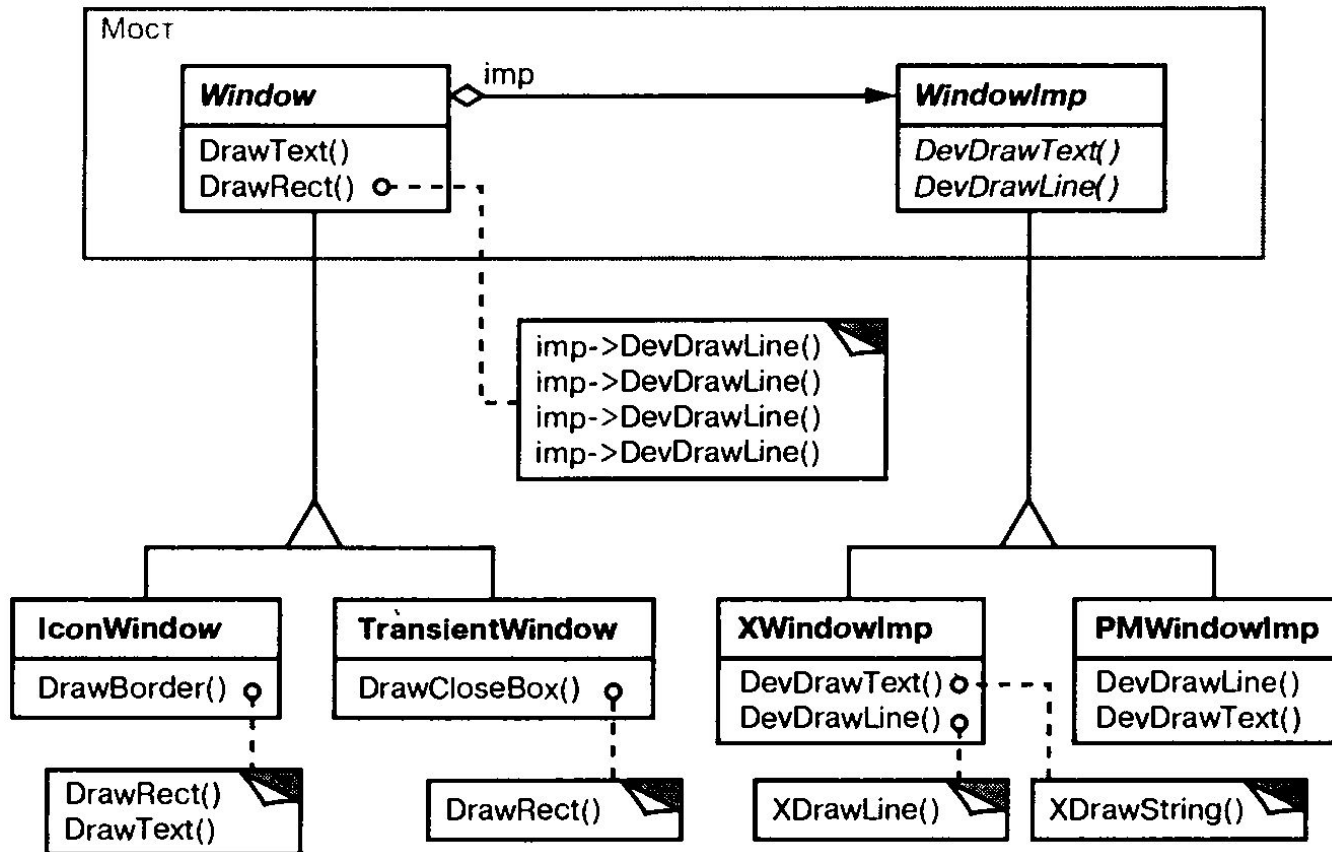 Мост
Window
imp
WindowImp
DrawText()
DrawRect()
DevDrawText()
DevDrawLine()
imp->DevDrawLine()
imp->DevDrawLine()
imp->DevDrawLine()
imp->DevDrawLine()
IconWindow
DrawBorder()
TransientWindow
DrawCloseBox()
XWindowImp
DevDrawText()
DevDrawLine()
PMWindowImp
DevDrawLine()
DevDrawText()
DrawRect()
DrawText()
DrawRect()
XDrawLine()
XDrawString()